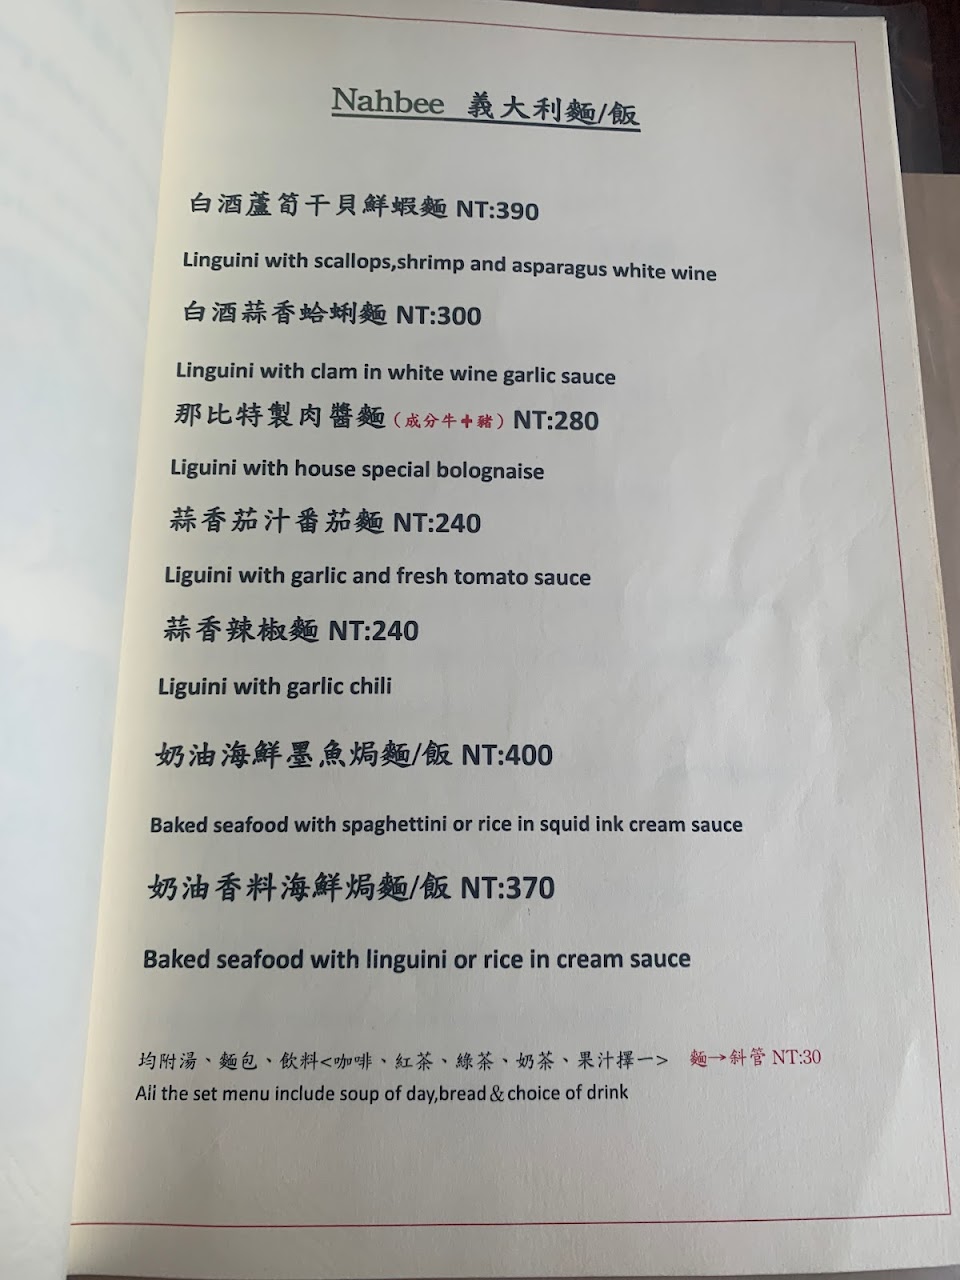 Nahbee 義大利麵/飯
白酒蘆筍干貝鮮蝦麵 NT:390
Linguini with scallops,shrimp and asparagus white wine
白酒蒜香蛤蜊麵 NT:300
Linguini with clam in white wine garlic sauce
那比特製肉醬麵（成分牛+豬）NT:280
Liguini with house special bolognaise
蒜香茄汁番茄麵 NT:240
Liguini with garlic and fresh tomato sauce
蒜香辣椒麵 NT:240
Liguini with garlic chili
奶油海鮮墨魚焗麵/飯 NT:400
Baked seafood with spaghettini or rice in squid ink cream sauce
奶油香料海鮮焗麵/飯 NT:370
Baked seafood with linguini or rice in cream sauce
均附湯、麵包、飲料<咖啡、紅茶、綠茶、奶茶、果汁擇一> 麵→斜管 NT:30
All the set menu include soup of day,bread＆choice of drink